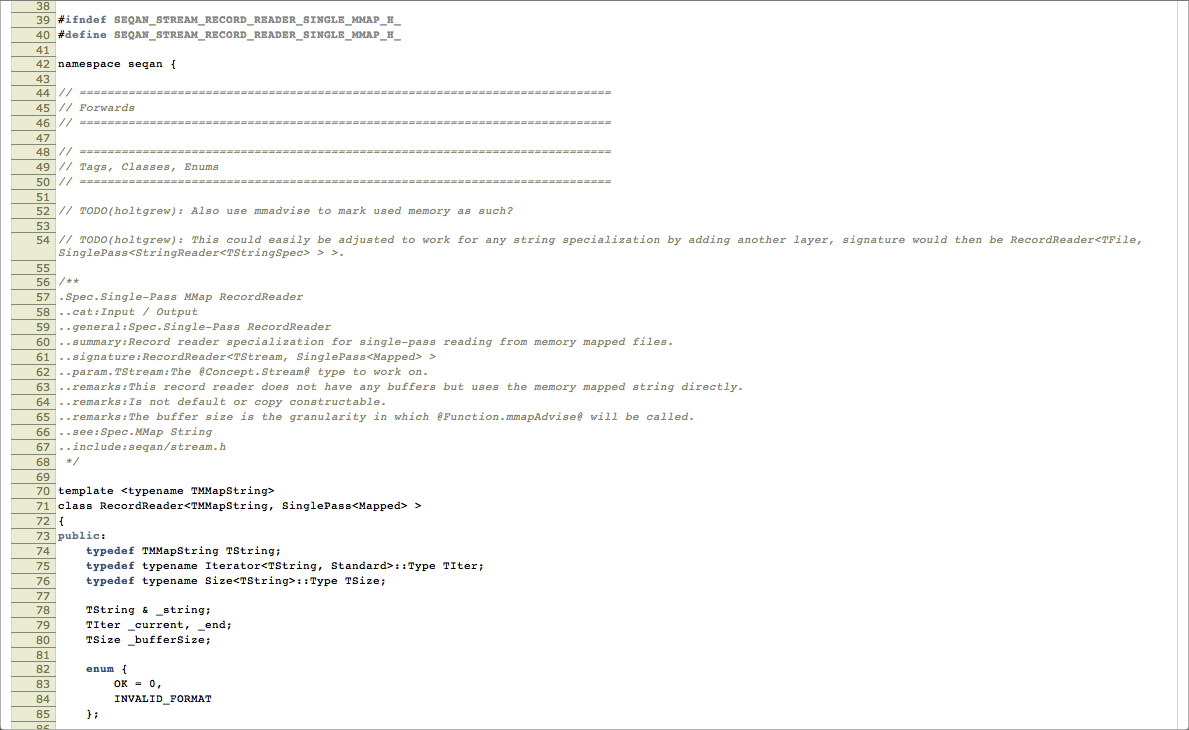 38
39 #ifndef SEQAN_STREAM_RECORD_READER_SINGLE_MMAP_H_
40 #define SEQAN_STREAM_RECORD_READER_SINGLE_MMAP_H_
41
42 namespace seqan {
43
44 // ============================================================================
45 // Forwards
46 // ============================================================================
47
48 // ============================================================================
49 // Tags, Classes, Enums
50 // ============================================================================
51
52 // TODO(holtgrew): Also use mmadvise to mark used memory as such?
53
54 // TODO(holtgrew): This could easily be adjusted to work for any string specialization by adding another layer, signature would then be RecordReader<TFile,
SinglePass<StringReader<TStringSpec> > >.
55
56 /**
57 .Spec.Single-Pass MMap RecordReader
58 ..cat:Input / Output
59 ..general:Spec.Single-Pass RecordReader
60 ..summary:Record reader specialization for single-pass reading from memory mapped files.
61 ..signature:RecordReader<TStream, SinglePass<Mapped> >
62 ..param.TStream:The @Concept.Stream@ type to work on.
63 ..remarks:This record reader does not have any buffers but uses the memory mapped string directly.
64 ..remarks:Is not default or copy constructable.
65 ..remarks:The buffer size is the granularity in which @Function.mmapAdvise@ will be called.
66 ..see:Spec.MMap String
67 ..include:seqan/stream.h
68  */
69
70 template <typename TMMapString>
71 class RecordReader<TMMapString, SinglePass<Mapped> >
72 {
73 public:
74     typedef TMMapString TString;
75     typedef typename Iterator<TString, Standard>::Type TIter;
76     typedef typename Size<TString>::Type TSize;
77
78     TString & _string;
79     TIter _current, _end;
80     TSize _bufferSize;
81
82     enum {
83         OK = 0,
84         INVALID_FORMAT
85     };
86